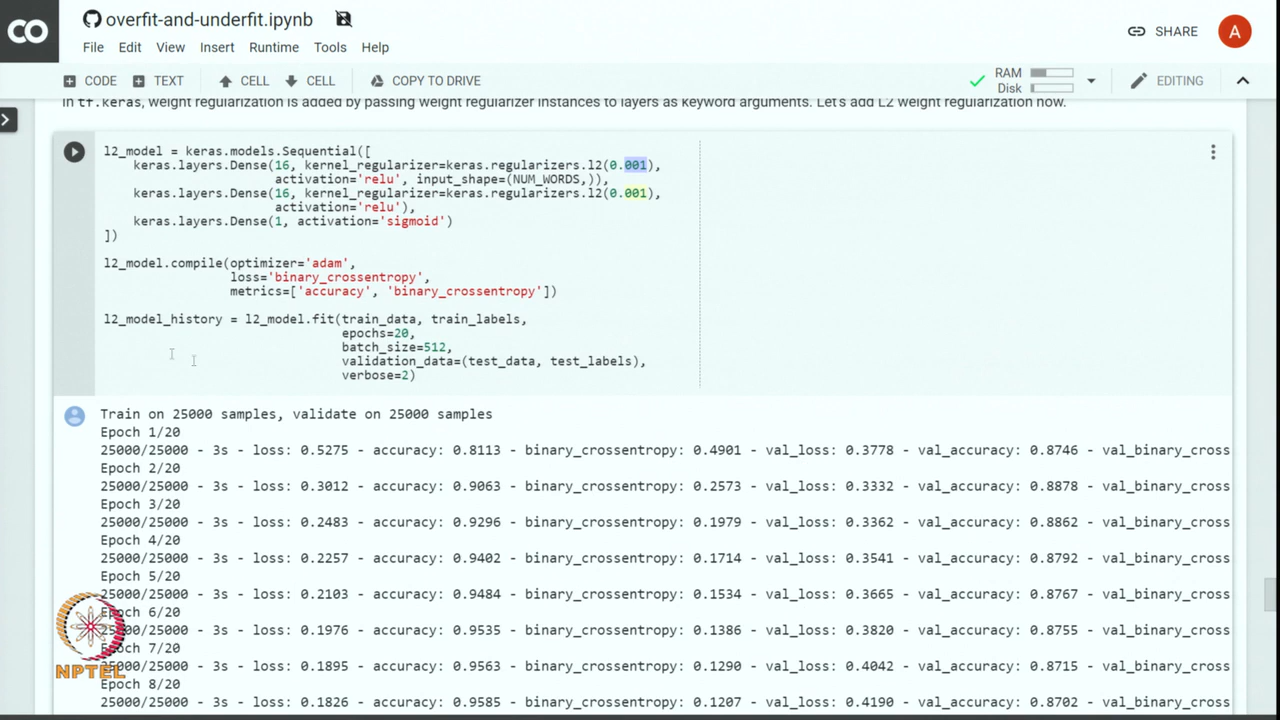 CO
overfit-and-underfit.ipynb
SHARE
A
File Edit View Insert Runtime Tools Help
CODE TEXT CELL CELL COPY TO DRIVE
RAM
Disk
EDITING
In tf.keras, weight regularization is added by passing weight regularizer instances to layers as keyword arguments. Let's add L2 weight regularization now.
l2_model = keras.models.Sequential([
keras.layers.Dense(16, kernel_regularizer=keras.regularizers.l2(0.001),
activation='relu', input_shape=(NUM_WORDS,)),
keras.layers.Dense(16, kernel_regularizer=keras.regularizers.l2(0.001),
activation='relu'),
keras.layers.Dense(1, activation='sigmoid')
])
l2_model.compile(optimizer='adam',
loss='binary_crossentropy',
metrics=['accuracy', 'binary_crossentropy'])
l2_model_history = l2_model.fit(train_data, train_labels,
epochs=20,
batch_size=512,
validation_data=(test_data, test_labels),
verbose=2)
Train on 25000 samples, validate on 25000 samples
Epoch 1/20
25000/25000 - 3s - loss: 0.5275 - accuracy: 0.8113 - binary_crossentropy: 0.4901 - val_loss: 0.3778 - val_accuracy: 0.8746 - val_binary_cross
Epoch 2/20
25000/25000 - 3s - loss: 0.3012 - accuracy: 0.9063 - binary_crossentropy: 0.2573 - val_loss: 0.3332 - val_accuracy: 0.8878 - val_binary_cross
Epoch 3/20
25000/25000 - 3s - loss: 0.2483 - accuracy: 0.9296 - binary_crossentropy: 0.1979 - val_loss: 0.3362 - val_accuracy: 0.8862 - val_binary_cross
Epoch 4/20
25000/25000 - 3s - loss: 0.2257 - accuracy: 0.9402 - binary_crossentropy: 0.1714 - val_loss: 0.3541 - val_accuracy: 0.8792 - val_binary_cross
Epoch 5/20
25000/25000 - 3s - loss: 0.2103 - accuracy: 0.9484 - binary_crossentropy: 0.1534 - val_loss: 0.3665 - val_accuracy: 0.8767 - val_binary_cross
Epoch 6/20
25000/25000 - 3s - loss: 0.1976 - accuracy: 0.9535 - binary_crossentropy: 0.1386 - val_loss: 0.3820 - val_accuracy: 0.8755 - val_binary_cross
Epoch 7/20
25000/25000 - 3s - loss: 0.1895 - accuracy: 0.9563 - binary_crossentropy: 0.1290 - val_loss: 0.4042 - val_accuracy: 0.8715 - val_binary_cross
Epoch 8/20
25000/25000 - 3s - loss: 0.1826 - accuracy: 0.9585 - binary_crossentropy: 0.1207 - val_loss: 0.4190 - val_accuracy: 0.8702 - val_binary_cross
NPTEL